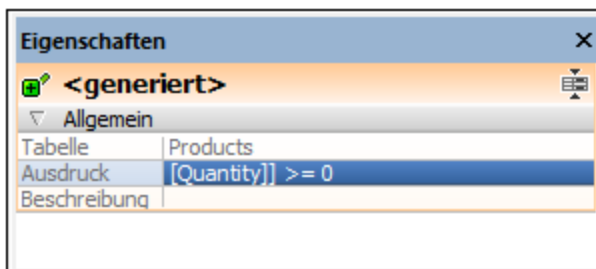 Eigenschaften
<generiert>
Allgemein
Tabelle Products
Ausdruck [Quantity]] >= 0
Beschreibung